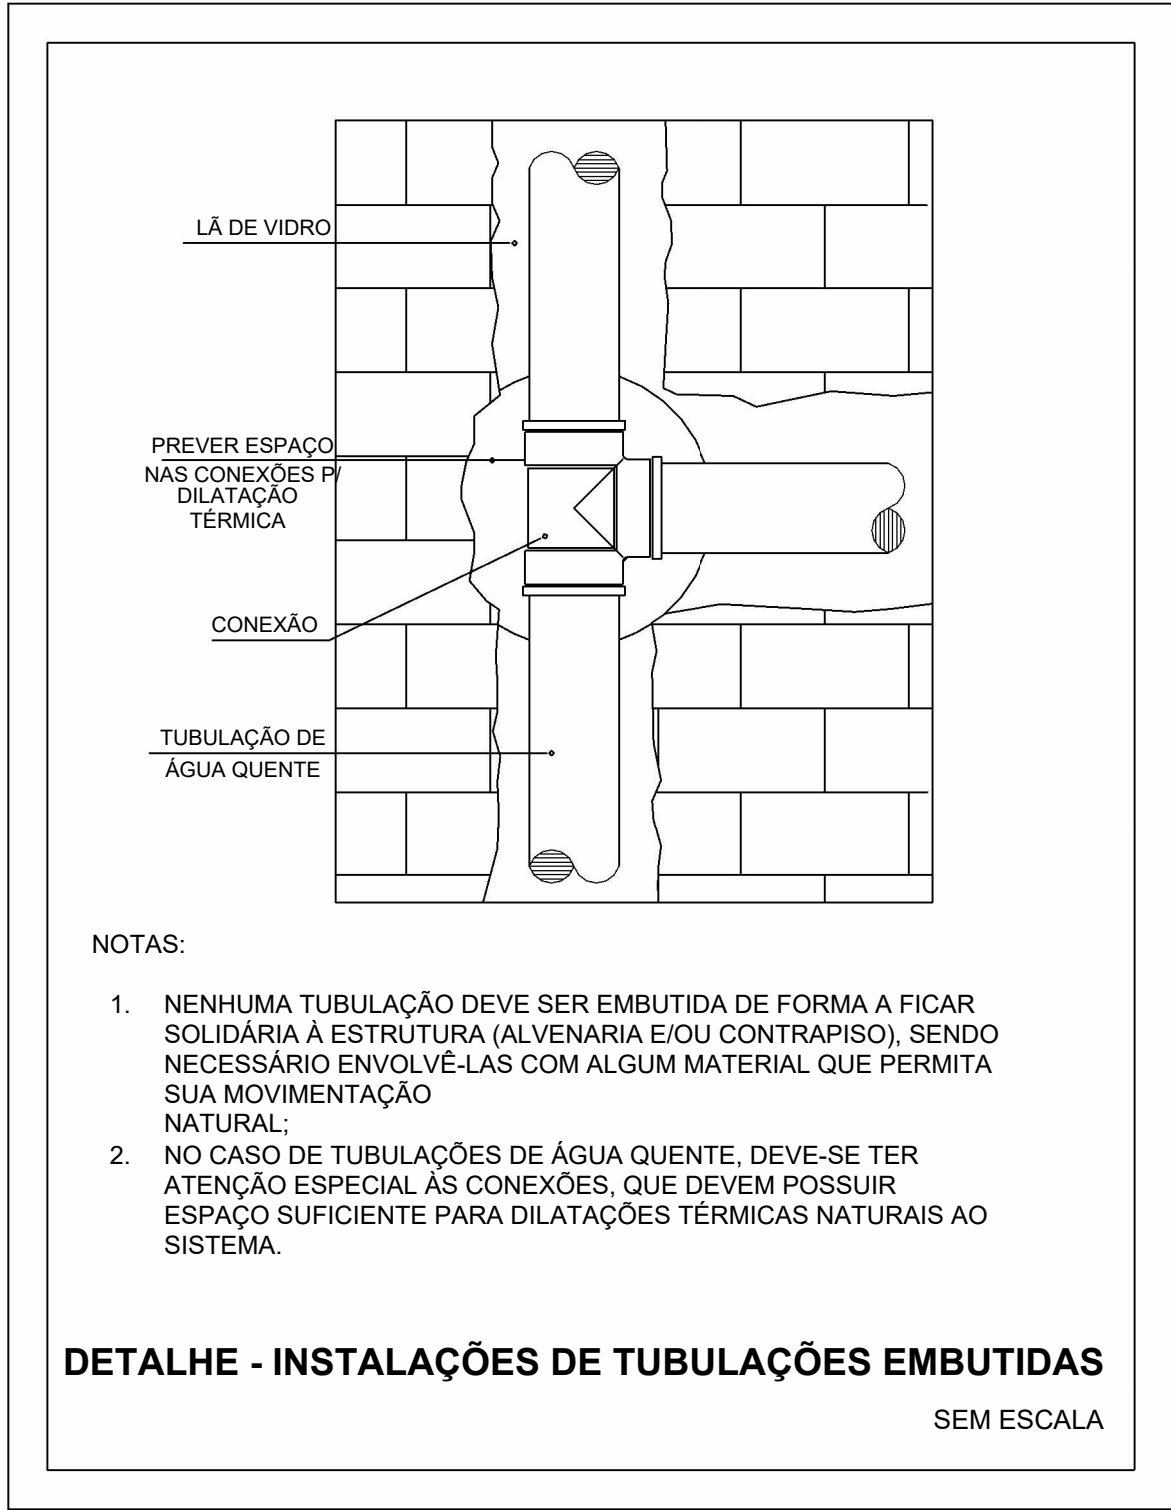 LÃ DE VIDRO
PREVER ESPAÇO
NAS CONEXÕES P/
DILATAÇÃO
TÉRMICA
CONEXÃO
TUBULAÇÃO DE
ÁGUA QUENTE
NOTAS:
1. NENHUMA TUBULAÇÃO DEVE SER EMBUTIDA DE FORMA A FICAR
SOLIDÁRIA À ESTRUTURA (ALVENARIA E/OU CONTRAPISO), SENDO
NECESSÁRIO ENVOLVÊ-LAS COM ALGUM MATERIAL QUE PERMITA
SUA MOVIMENTAÇÃO
NATURAL;
2. NO CASO DE TUBULAÇÕES DE ÁGUA QUENTE, DEVE-SE TER
ATENÇÃO ESPECIAL ÀS CONEXÕES, QUE DEVEM POSSUIR
ESPAÇO SUFICIENTE PARA DILATAÇÕES TÉRMICAS NATURAIS AO
SISTEMA.
DETALHE - INSTALAÇÕES DE TUBULAÇÕES EMBUTIDAS
SEM ESCALA